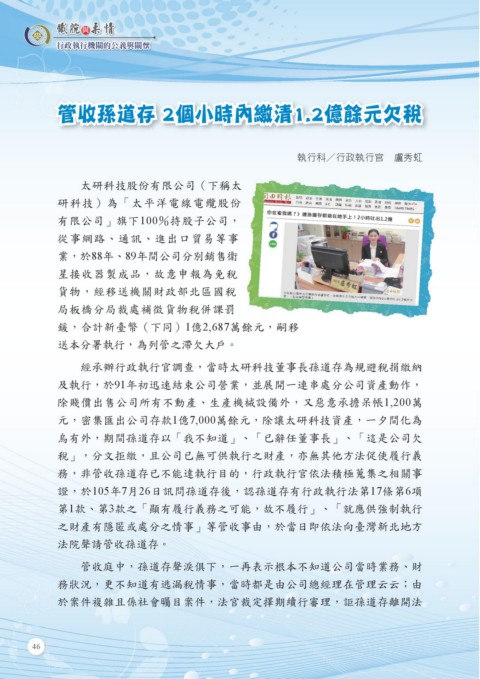 鐵腕與柔情
行政執行機關的公義與關懷
管收孫道存 2個小時內繳清1.2億餘元欠稅
執行科／行政執行官　盧秀虹
太研科技股份有限公司（下稱太
研科技）為「太平洋電線電纜股份
有限公司」旗下100％持股子公司，
從事網路、通訊、進出口貿易等事
業，於88年、89年間公司分別銷售衛
星接收器製成品，故意申報為免稅
貨物，經移送機關財政部北區國稅
局板橋分局裁處補徵貨物稅併課罰
鍰，合計新臺幣（下同）1億2,687萬餘元，嗣移
送本分署執行，為列管之滯欠大戶。
自由時報
經承辦行政執行官調查，當時太研科技董事長孫道存為規避稅捐繳納
及執行，於91年初迅速結束公司營業，並展開一連串處分公司資產動作，
除賤價出售公司所有不動產、生產機械設備外，又惡意承擔呆帳1,200萬
元，密集匯出公司存款1億7,000萬餘元，除讓太研科技資產，一夕間化為
烏有外，期間孫道存以「我不知道」、「已辭任董事長」、「這是公司欠
稅」，分文拒繳，且公司已無可供執行之財產，亦無其他方法促使履行義
務，非管收孫道存已不能達執行目的，行政執行官依法積極蒐集之相關事
證，於105年7月26日訊問孫道存後，認孫道存有行政執行法第17條第6項
第1款、第3款之「顯有履行義務之可能，故不履行」、「就應供強制執行
之財產有隱匿或處分之情事」等管收事由，於當日即依法向臺灣新北地方
法院聲請管收孫道存。
管收庭中，孫道存聲淚俱下，一再表示根本不知道公司當時業務、財
務狀況，更不知道有逃漏稅情事，當時都是由公司總經理在管理云云；由
於案件複雜且係社會矚目案件，法官裁定擇期續行審理，詎孫道存離開法
46